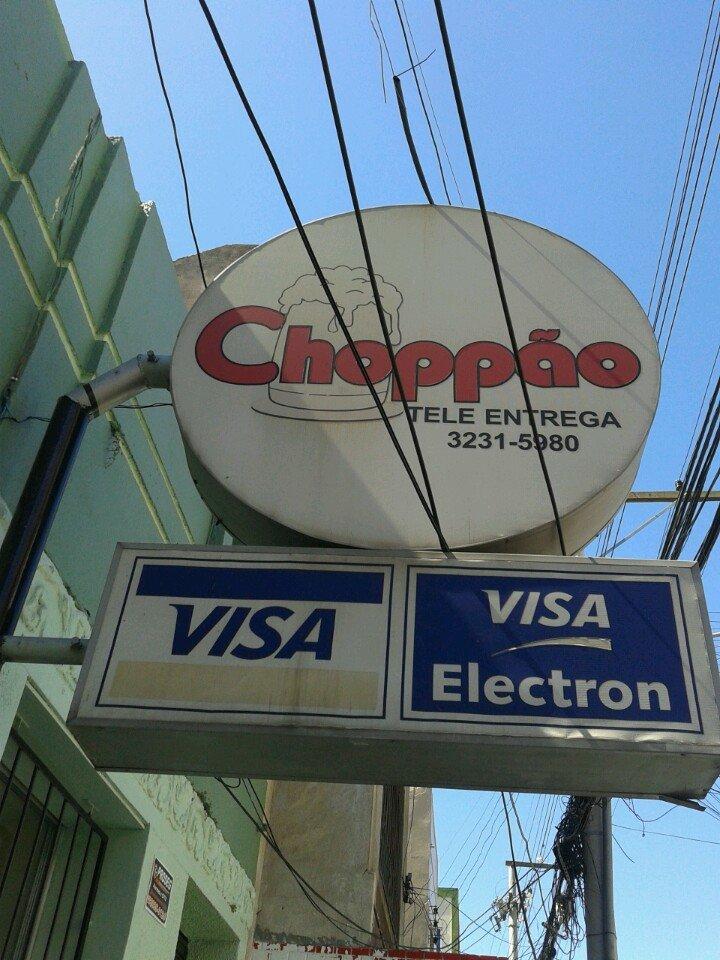 Choppão
TELE ENTREGA
3231-5980
VISA
VISA
Electron